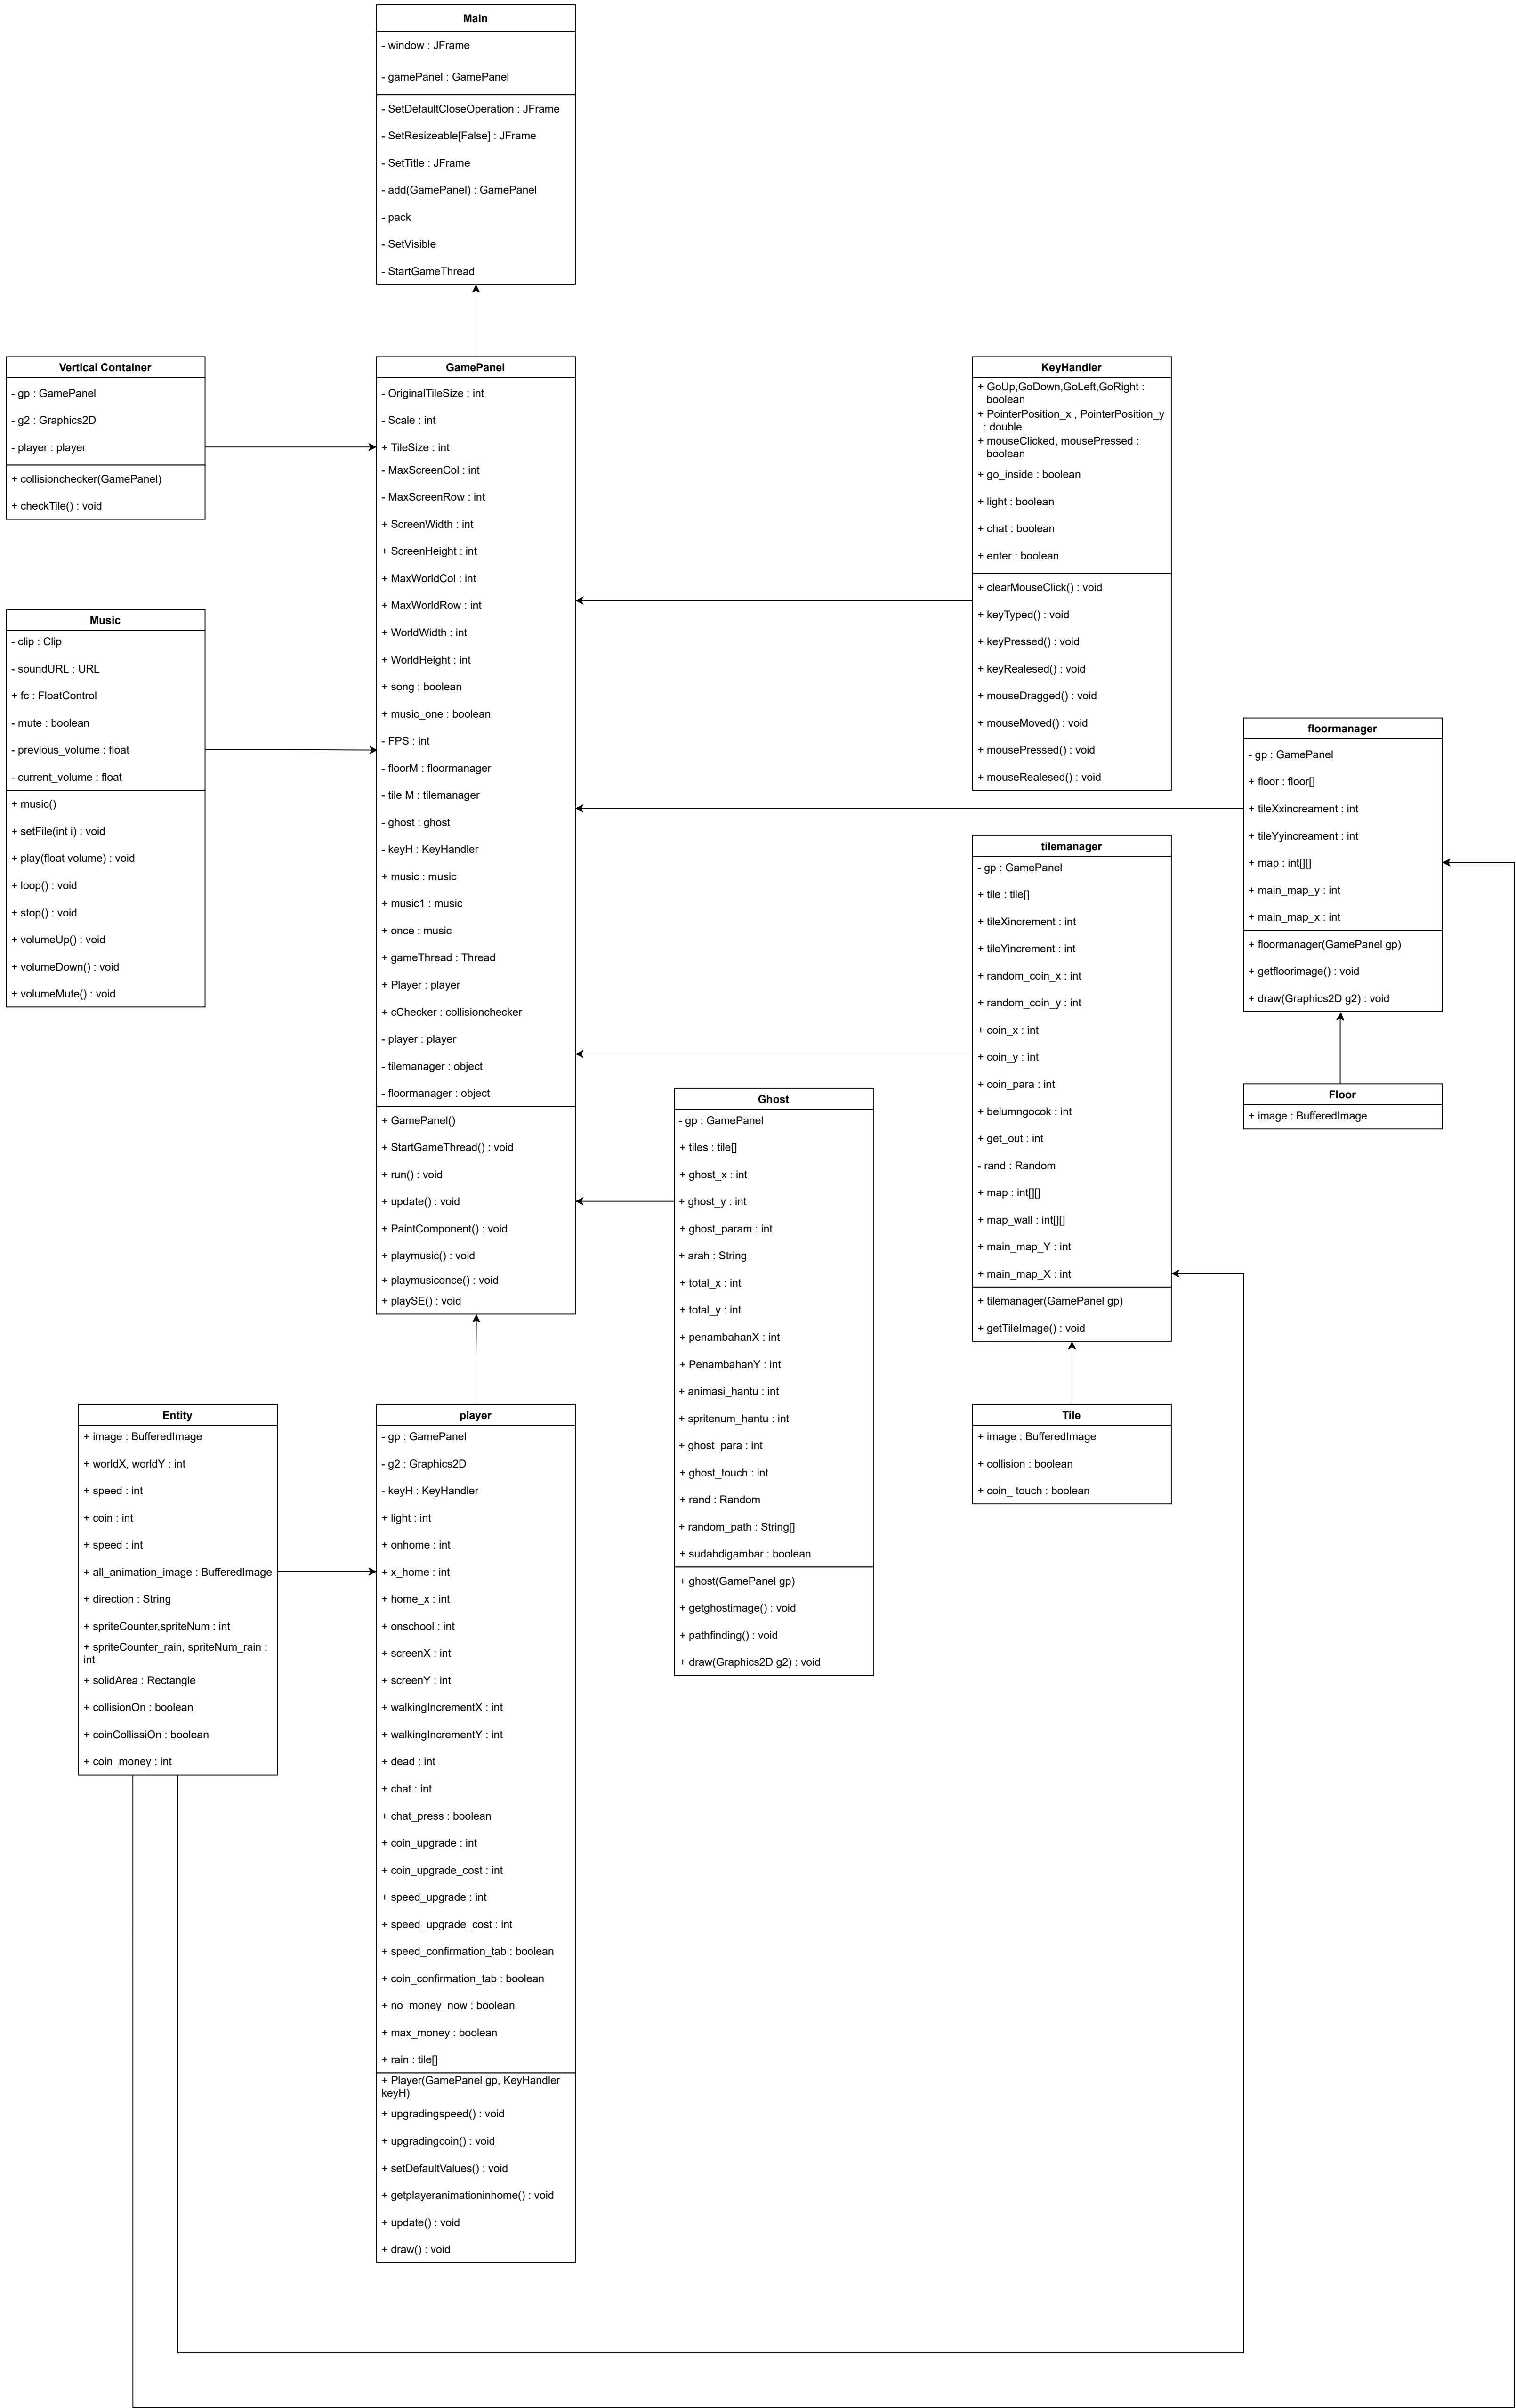 Main
- window : JFrame
- gamePanel : GamePanel
- SetDefaultCloseOperation : JFrame
- SetResizeable[False] : JFrame
- SetTitle : JFrame
- add(GamePanel) : GamePanel
- pack
- SetVisible
- StartGameThread
Vertical Container
- gp : GamePanel
- g2 : Graphics2D
- player : player
+ collisionchecker(GamePanel)
+ checkTile() : void
Music
- clip : Clip
- soundURL : URL
+ fc : FloatControl
- mute : boolean
- previous_volume : float
- current_volume : float
+ music()
+ setFile(int i) : void
+ play(float volume) : void
+ loop() : void
+ stop() : void
+ volumeUp() : void
+ volumeDown() : void
+ volumeMute() : void
GamePanel
- OriginalTileSize : int
- Scale : int
+ TileSize : int
- MaxScreenCol : int
- MaxScreenRow : int
+ ScreenWidth : int
+ ScreenHeight : int
+ MaxWorldCol : int
+ MaxWorldRow : int
+ WorldWidth : int
+ WorldHeight : int
+ song : boolean
+ music_one : boolean
- FPS : int
- floorM : floormanager
- tile M : tilemanager
- ghost : ghost
- keyH : KeyHandler
+ music : music
+ music1 : music
+ once : music
+ gameThread : Thread
+ Player : player
+ cChecker : collisionchecker
- player : player
- tilemanager : object
- floormanager : object
+ GamePanel()
+ StartGameThread() : void
+ run() : void
+ update() : void
+ PaintComponent() : void
+ playmusic() : void
+ playmusiconce() : void
+ playSE() : void
KeyHandler
+ GoUp,GoDown,GoLeft,GoRight :
boolean
+ PointerPosition_x , PointerPosition_y
: double
+ mouseClicked, mousePressed :
boolean
+ go_inside : boolean
+ light : boolean
+ chat : boolean
+ enter : boolean
+ clearMouseClick() : void
+ keyTyped() : void
+ keyPressed() : void
+ keyRealesed() : void
+ mouseDragged() : void
+ mouseMoved() : void
+ mousePressed() : void
+ mouseRealesed() : void
floormanager
- gp : GamePanel
+ floor : floor[]
+ tileXxincreament : int
+ tileYyincreament : int
+ map : int[][]
+ main_map_y : int
+ main_map_x : int
+ floormanager(GamePanel gp)
+ getfloorimage() : void
+ draw(Graphics2D g2) : void
Floor
+ image : BufferedImage
tilemanager
- gp : GamePanel
+ tile : tile[]
+ tileXincrement : int
+ tileYincrement : int
+ random_coin_x : int
+ random_coin_y : int
+ coin_x : int
+ coin_y : int
+ coin_para : int
+ belumngocok : int
+ get_out : int
- rand : Random
+ map : int[][]
+ map_wall : int[][]
+ main_map_Y : int
+ main_map_X : int
+ tilemanager(GamePanel gp)
+ getTileImage() : void
Tile
+ image : BufferedImage
+ collision : boolean
+ coin_ touch : boolean
Ghost
- gp : GamePanel
+ tiles : tile[]
+ ghost_x : int
+ ghost_y : int
+ ghost_param : int
+ arah : String
+ total_x : int
+ total_y : int
+ penambahanX : int
+ PenambahanY : int
+ animasi_hantu : int
+ spritenum_hantu : int
+ ghost_para : int
+ ghost_touch : int
+ rand : Random
+ random_path : String[]
+ sudahdigambar : boolean
+ ghost(GamePanel gp)
+ getghostimage() : void
+ pathfinding() : void
+ draw(Graphics2D g2) : void
Entity
+ image : BufferedImage
+ worldX, worldY : int
+ speed : int
+ coin : int
+ speed : int
+ all_animation_image : BufferedImage
+ direction : String
+ spriteCounter,spriteNum : int
+ spriteCounter_rain, spriteNum_rain :
int
+ solidArea : Rectangle
+ collisionOn : boolean
+ coinCollissiOn : boolean
+ coin_money : int
player
- gp : GamePanel
- g2 : Graphics2D
- keyH : KeyHandler
+ light : int
+ onhome : int
+ x_home : int
+ home_x : int
+ onschool : int
+ screenX : int
+ screenY : int
+ walkingIncrementX : int
+ walkingIncrementY : int
+ dead : int
+ chat : int
+ chat_press : boolean
+ coin_upgrade : int
+ coin_upgrade_cost : int
+ speed_upgrade : int
+ speed_upgrade_cost : int
+ speed_confirmation_tab : boolean
+ coin_confirmation_tab : boolean
+ no_money_now : boolean
+ max_money : boolean
+ rain : tile[]
+ Player(GamePanel gp, KeyHandler
keyH)
+ upgradingspeed() : void
+ upgradingcoin() : void
+ setDefaultValues() : void
+ getplayeranimationinhome() : void
+ update() : void
+ draw() : void